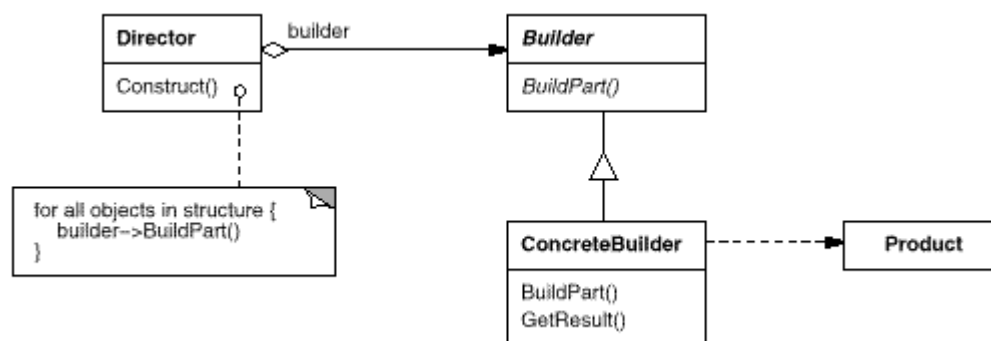 Director
builder
Builder
Construct()
BuildPart()
for all objects in structure {
builder->BuildPart()
}
ConcreteBuilder
Product
BuildPart()
GetResult()